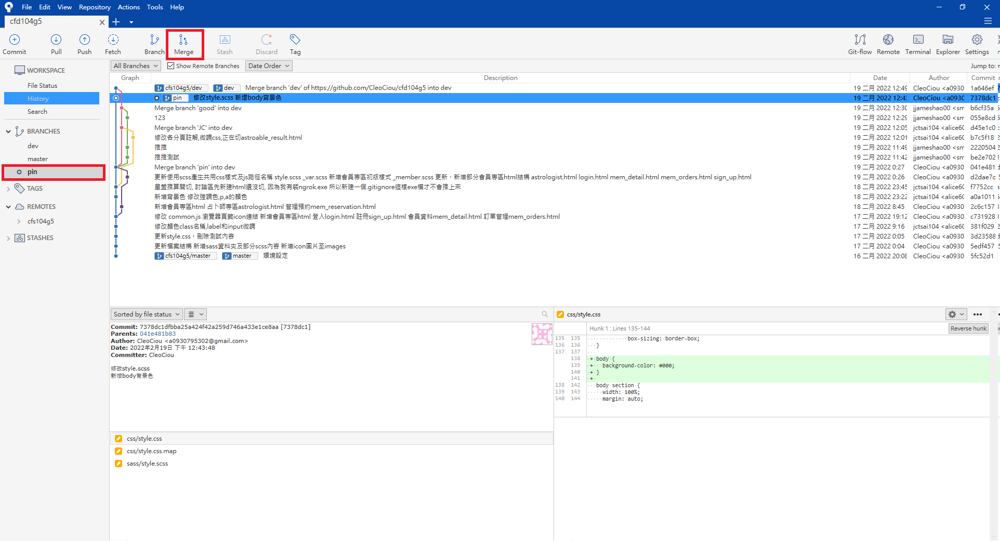 File Edit View Repository Actions Tools Help
cfd104g5
Commit Pull Push Fetch Branch Merge Stash Discard Tag Git-flow Remote Terminal Explorer Settings
WORKSPACE
File Status
History
Search
BRANCHES
dev
master
pin
TAGS
REMOTES
cfs104g5
STASHES
All Branches Show Remote Branches Date Order Jump to:
Graph Description Date Author Commit
cfs104g5/dev dev Merge branch 'dev' of https://github.com/CleoCiou/cfd104g5 into dev 19 二月 2022 12:49 CleoCiou <a0930 1a646ef
pin 修改style.scss 新增body背景色 19 二月 2022 12:43 CleoCiou <a0930 7378dc1
Merge branch 'good' into dev 19 二月 2022 12:30 jjameshao00 <sm b6cf35a
123 19 二月 2022 12:29 jjameshao00 <sm 055e8cd
Merge branch 'JC' into dev 19 二月 2022 12:05 jctsai104 <alice60 d45e1c0
修改各分頁註解,微調css,正在切astroable_result.html 19 二月 2022 12:01 jctsai104 <alice60 b7c5f18
推推 19 二月 2022 11:49 jjameshao00 <sm 2220504
推推測試 19 二月 2022 11:42 jjameshao00 <sm be2e702
Merge branch 'pin' into dev 19 二月 2022 0:27 CleoCiou <a0930 041e481
更新使用scss產生共用css樣式及js路徑名稱 style.scss _var.scss 新增會員專區初版樣式 _member.scss 更新、新增部分會員專區html結構 astrologist.html login.html mem_detail.html mem_orders.html sign_up.html 19 二月 2022 0:26 CleoCiou <a0930 d2dae7c
星盤推算開切, 討論區先新建html還沒切, 因為我有裝ngrok.exe 所以新建一個.gitignore這樣exe檔才不會推上來 18 二月 2022 23:45 jctsai104 <alice60 f7752cc
新增背景色 修改強調色,p,a的顏色 18 二月 2022 23:22 jctsai104 <alice60 a0a1011
新增會員專區html 占卜師專區astrologist.html 管理預約mem_reservation.html 18 二月 2022 8:45 CleoCiou <a0930 2c6c157
修改 common.js 瀏覽器頁籤icon連結 新增會員專區html 登入login.html 註冊sign_up.html 會員資料mem_detail.html 訂單管理mem_orders.html 17 二月 2022 19:12 CleoCiou <a0930 c731928
修改顏色class名稱,label和input微調 17 二月 2022 9:16 jctsai104 <alice60 381f029
更新style.css，刪除測試內容 17 二月 2022 0:05 CleoCiou <a0930 3d23588
更新檔案結構 新增sass資料夾及部分scss內容 新增icon圖片至images 17 二月 2022 0:04 CleoCiou <a0930 5edf457
cfs104g5/master master 環境設定 16 二月 2022 20:08 CleoCiou <a0930 5fc52d1
Sorted by file status
Commit: 7378dc1dfbba25a424f42a259d746a433e1ce8aa [7378dc1]
Parents: 041e481b83
Author: CleoCiou <a0930795302@gmail.com>
Date: 2022年2月19日 下午 12:43:48
Committer: CleoCiou
修改style.scss
新增body背景色
css/style.css
css/style.css.map
sass/style.scss
css/style.css
Hunk 1 : Lines 135-144 Reverse hunk
135 135 box-sizing: border-box;
136 136 }
137 137
138 + body {
139 + background-color: #000;
140 + }
141 +
138 142 body section {
139 143 width: 100%;
140 144 margin: auto;